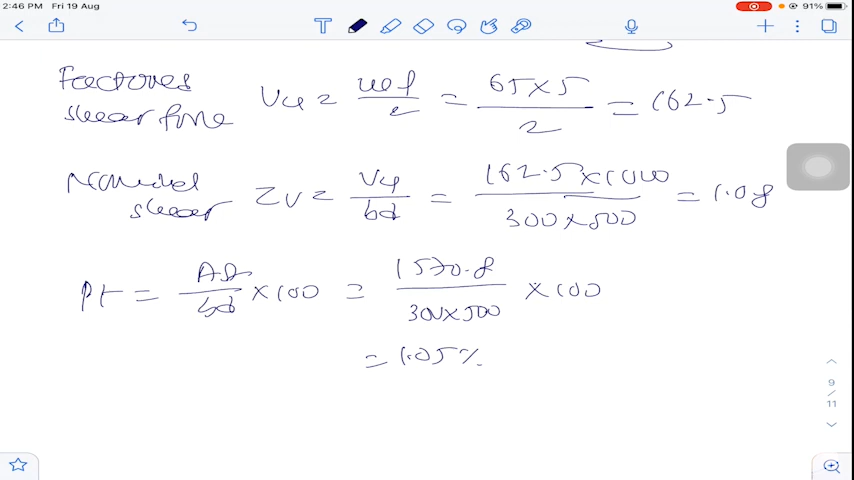 2:46 PM Fri 19 Aug
91%
Factores shear force Vu = wel/2 = 65×5/2 = 162.5
Nominal shear τv = Vu/bd = 162.5×1000/300×500 = 1.08
Pt = Ast/bd ×100 = 1570.8/300×500 ×100
= 1.05%
9
/
11